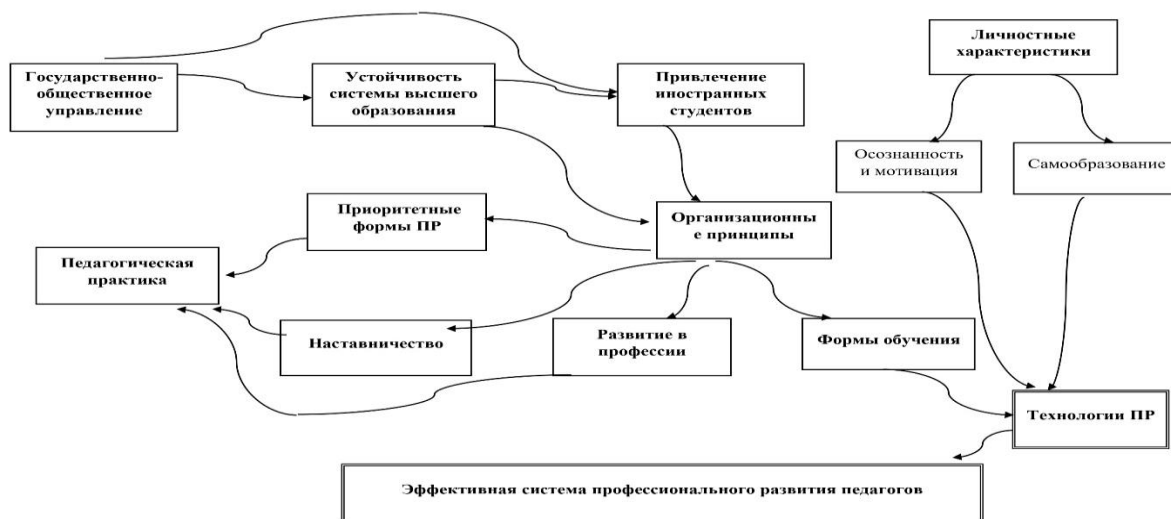 Государственно-
общественное
управление
Устойчивость
системы высшего
образования
Привлечение
иностранных
студентов
Личностные
характеристики
Осознанность
и мотивация
Самообразование
Приоритетные
формы ПР
Организационны
е принципы
Педагогическая
практика
Наставничество
Развитие в
профессии
Формы обучения
Технологии ПР
Эффективная система профессионального развития педагогов